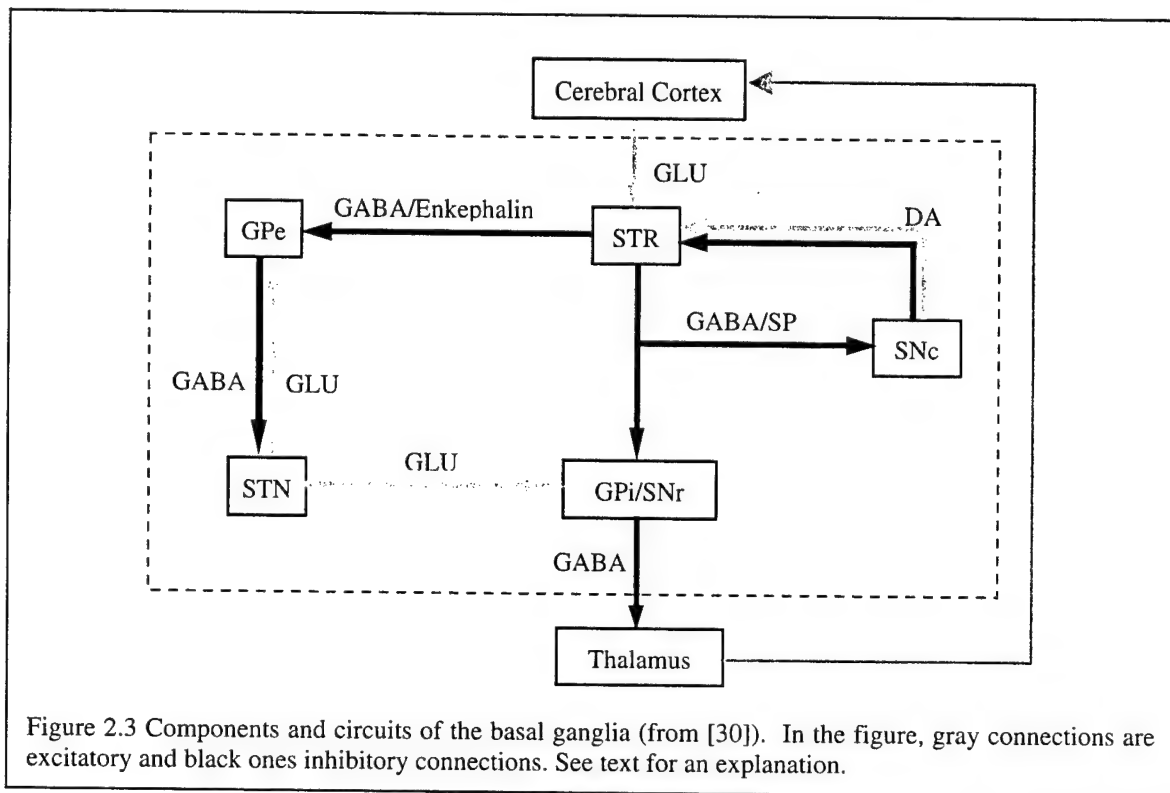 Cerebral Cortex
GLU
GABA/Enkephalin
DA
GPe
STR
GABA/SP
SNc
GABA
GLU
GLU
STN
GPi/SNr
GABA
Thalamus
Figure 2.3 Components and circuits of the basal ganglia (from [30]). In the figure, gray connections are
excitatory and black ones inhibitory connections. See text for an explanation.